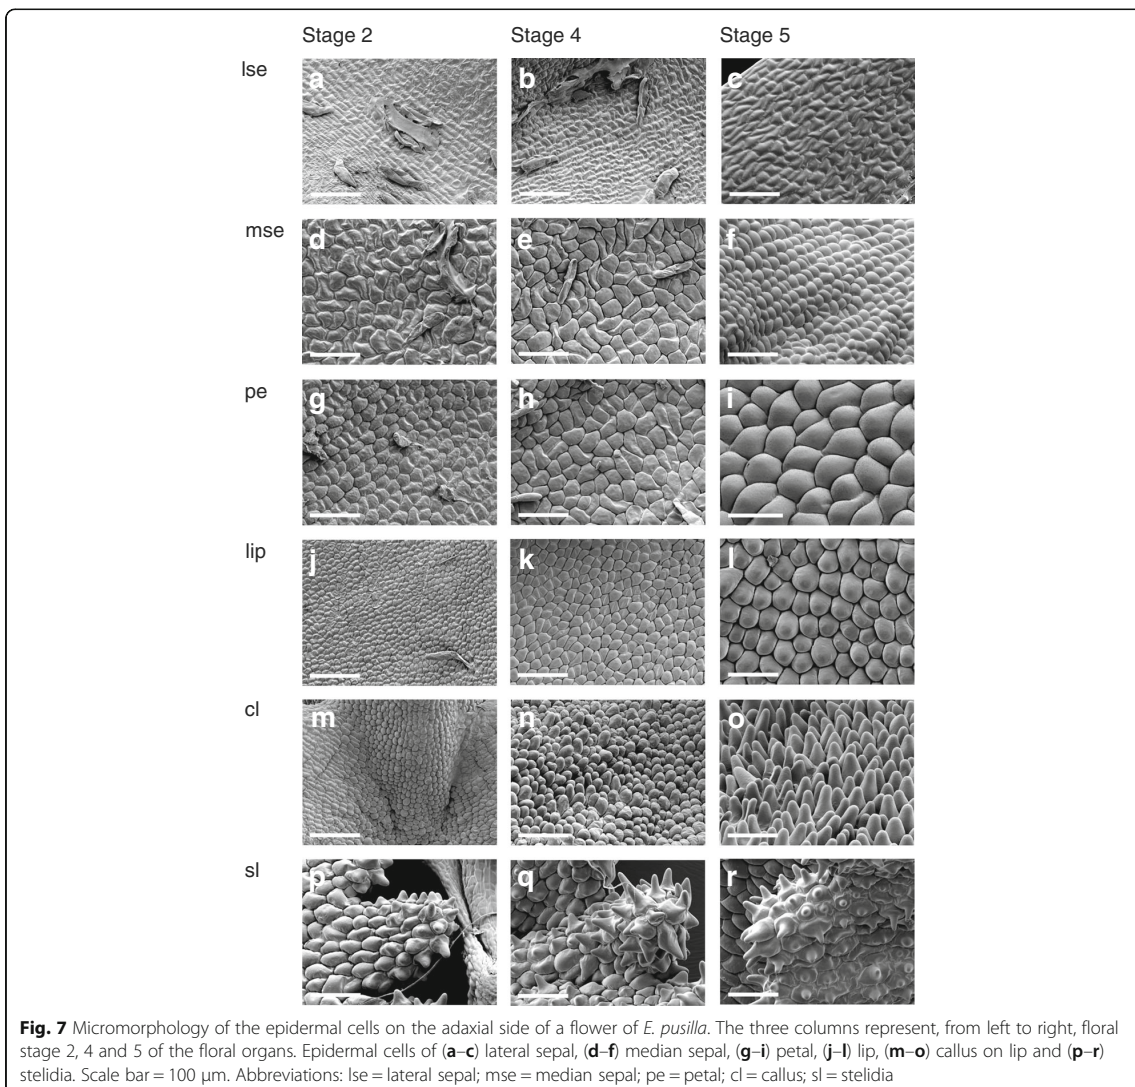 Stage 2 Stage 4 Stage 5
lse a b c
mse d e f
pe g h i
lip j k l
cl m n o
sl p q r
Fig. 7 Micromorphology of the epidermal cells on the adaxial side of a flower of E. pusilla. The three columns represent, from left to right, floral
stage 2, 4 and 5 of the floral organs. Epidermal cells of (a–c) lateral sepal, (d–f) median sepal, (g–i) petal, (j–l) lip, (m–o) callus on lip and (p–r)
stelidia. Scale bar = 100 μm. Abbreviations: lse = lateral sepal; mse = median sepal; pe = petal; cl = callus; sl = stelidia